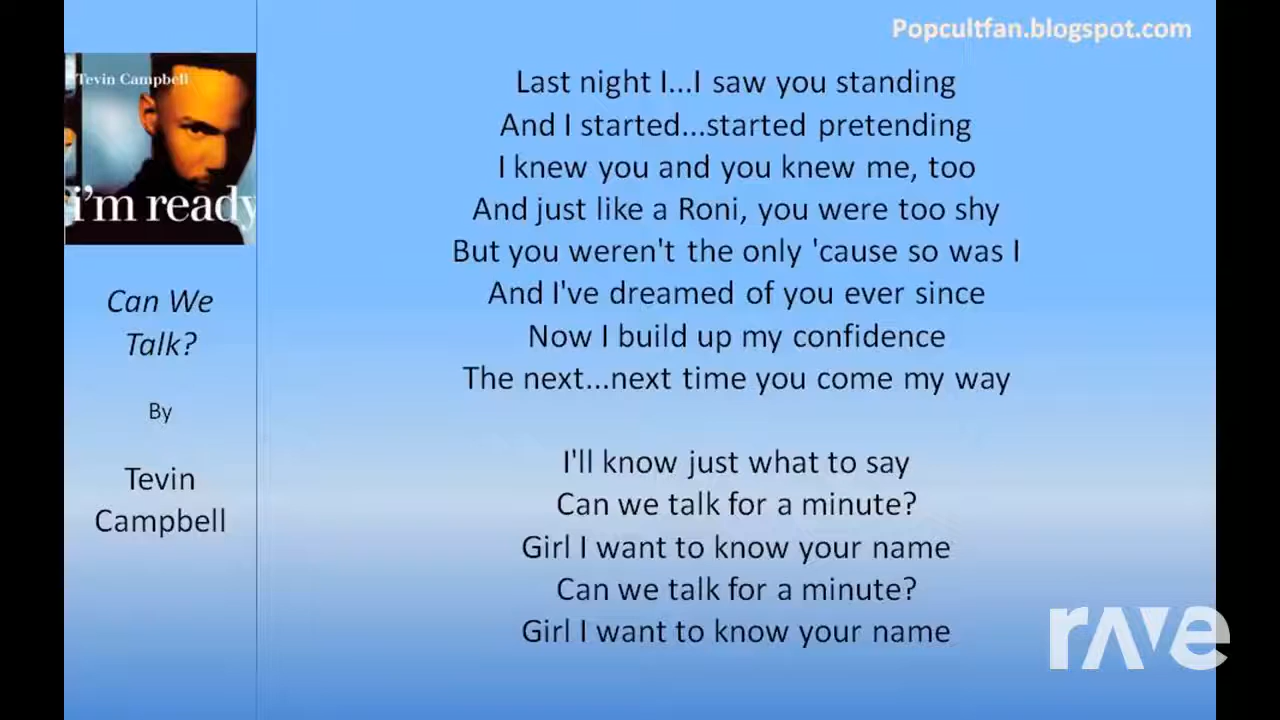 Popcultfan.blogspot.com
Tevin Campbell
i'm ready
Can We
Talk?
By
Tevin
Campbell
Last night I...I saw you standing
And I started...started pretending
I knew you and you knew me, too
And just like a Roni, you were too shy
But you weren't the only 'cause so was I
And I've dreamed of you ever since
Now I build up my confidence
The next...next time you come my way
I'll know just what to say
Can we talk for a minute?
Girl I want to know your name
Can we talk for a minute?
Girl I want to know your name
rave